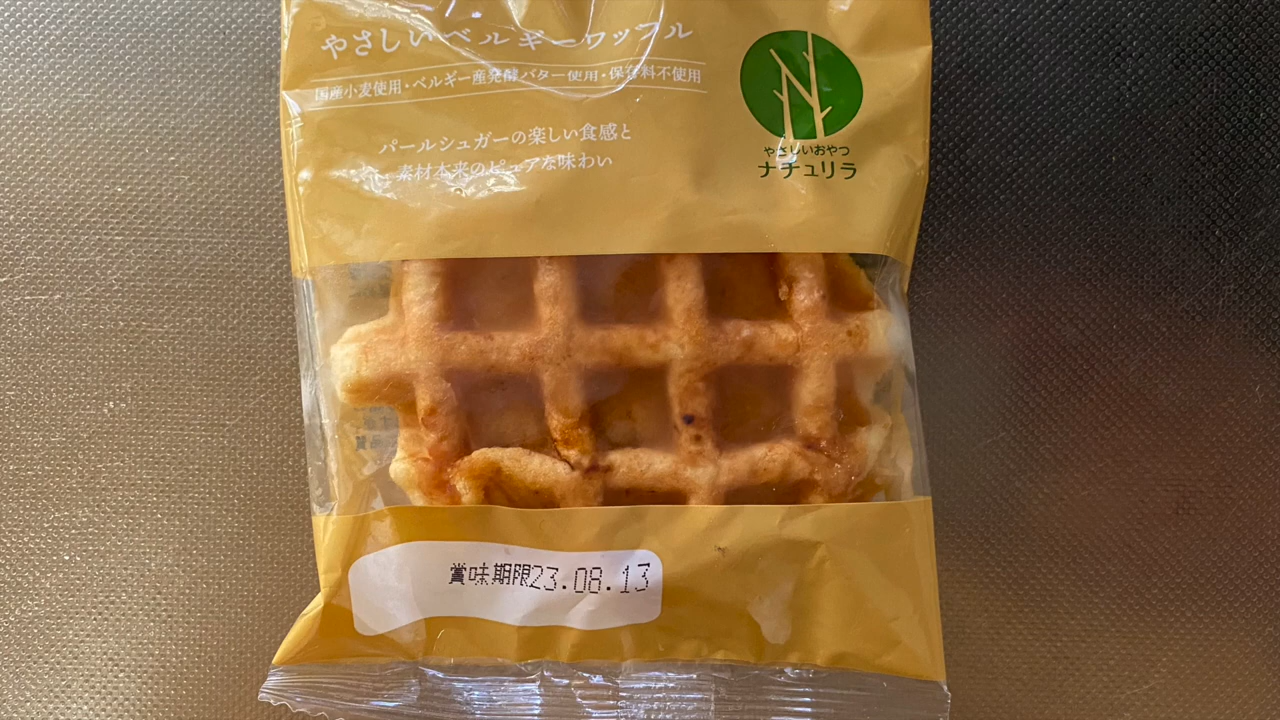 やさしいベルギーワッフル
国産小麦使用・ベルギー産発酵バター使用・保存料不使用
パールシュガーの楽しい食感と
素材本来のピュアな味わい
やさしいおやつ
ナチュリラ
賞味期限23.08.13